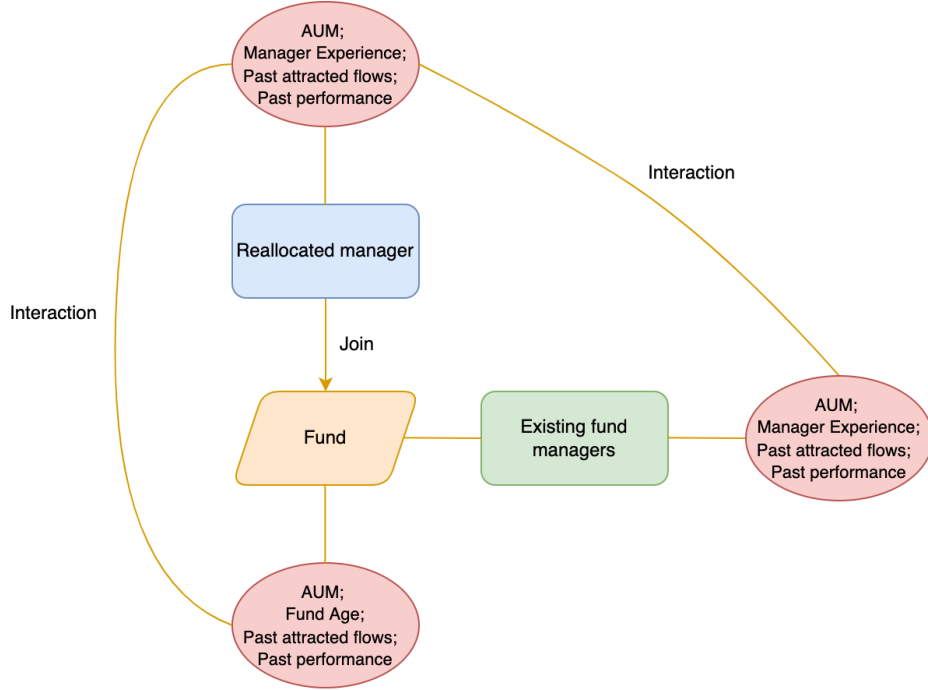 AUM;
Manager Experience;
Past attracted flows;
Past performance
Interaction
Reallocated manager
Interaction
Join
Fund
Existing fund
managers
AUM;
Manager Experience;
Past attracted flows;
Past performance
AUM;
Fund Age;
Past attracted flows;
Past performance